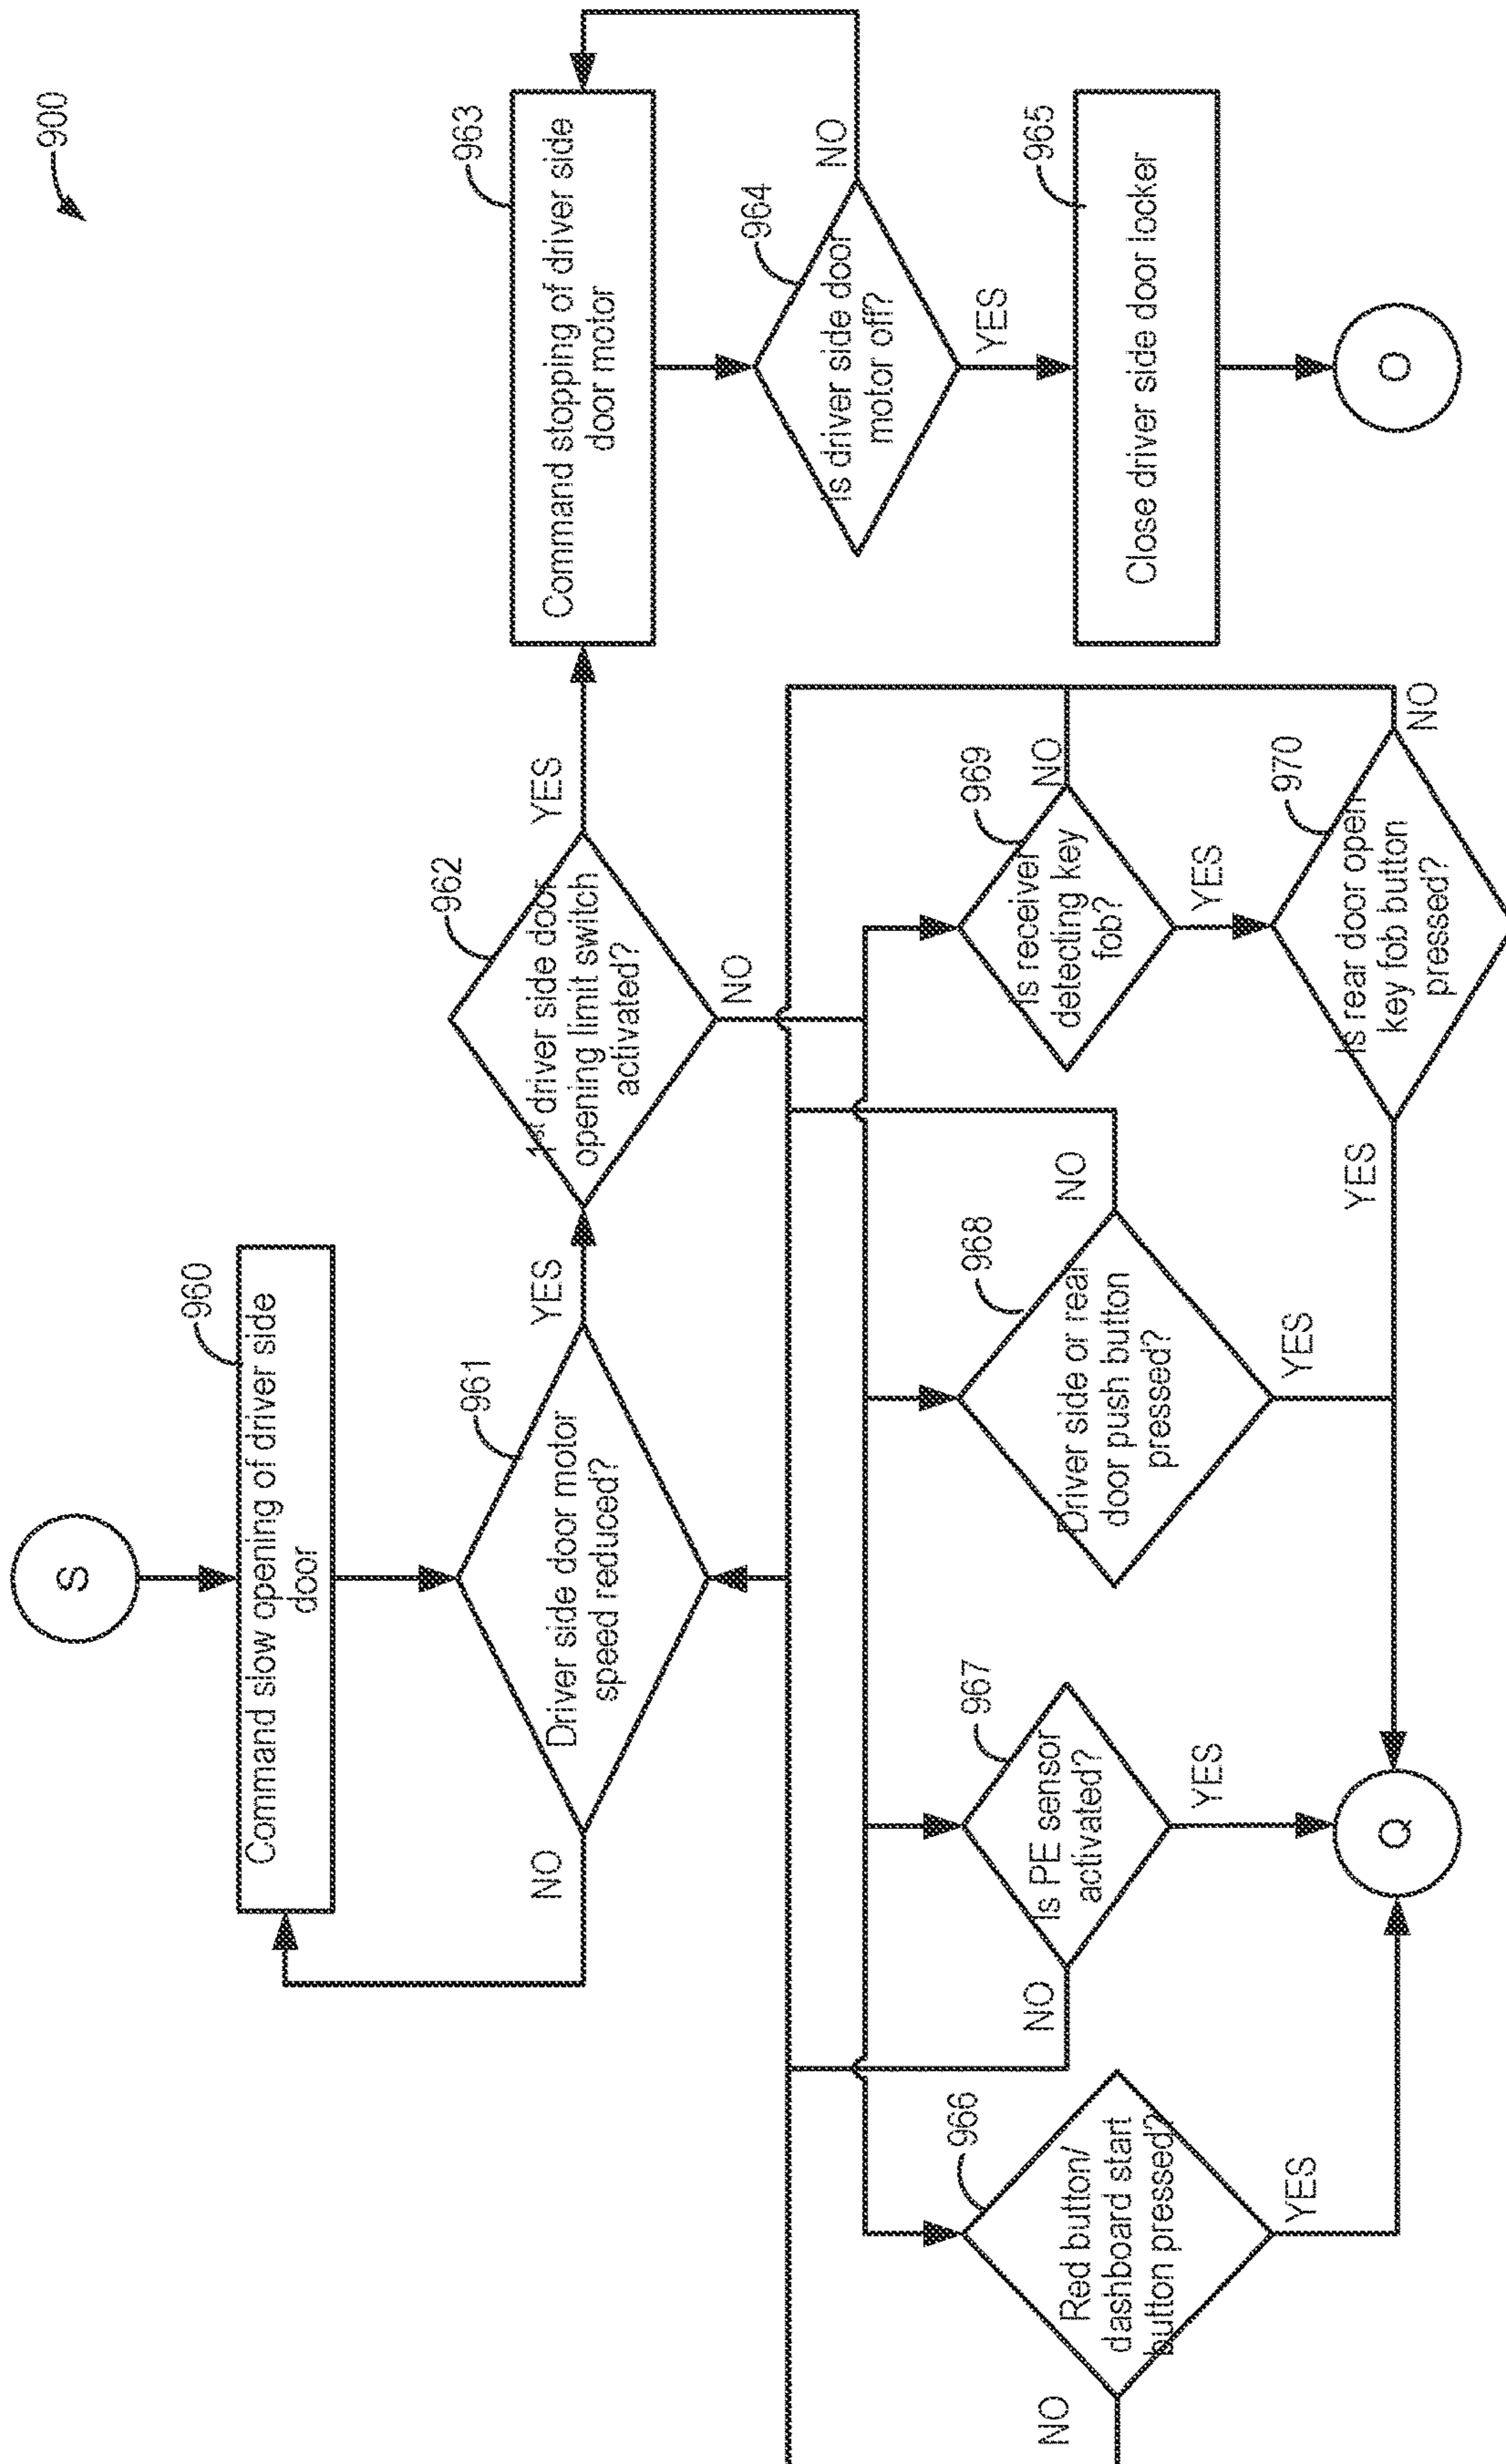 900
S
960
Command slow opening of driver side
door
961
Driver side door motor
speed reduced?
NO
YES
962
1st driver side door
opening limit switch
activated?
YES
NO
963
Command stopping of driver side
door motor
964
Is driver side door
motor off?
NO
YES
965
Close driver side door locker
O
966
Red button/
dashboard start
button pressed?
NO
YES
967
Is PE sensor
activated?
NO
YES
968
Driver side or rear
door push button
pressed?
NO
YES
969
Is receiver
detecting key
fob?
NO
YES
970
Is rear door open
key fob button
pressed?
NO
YES
Q